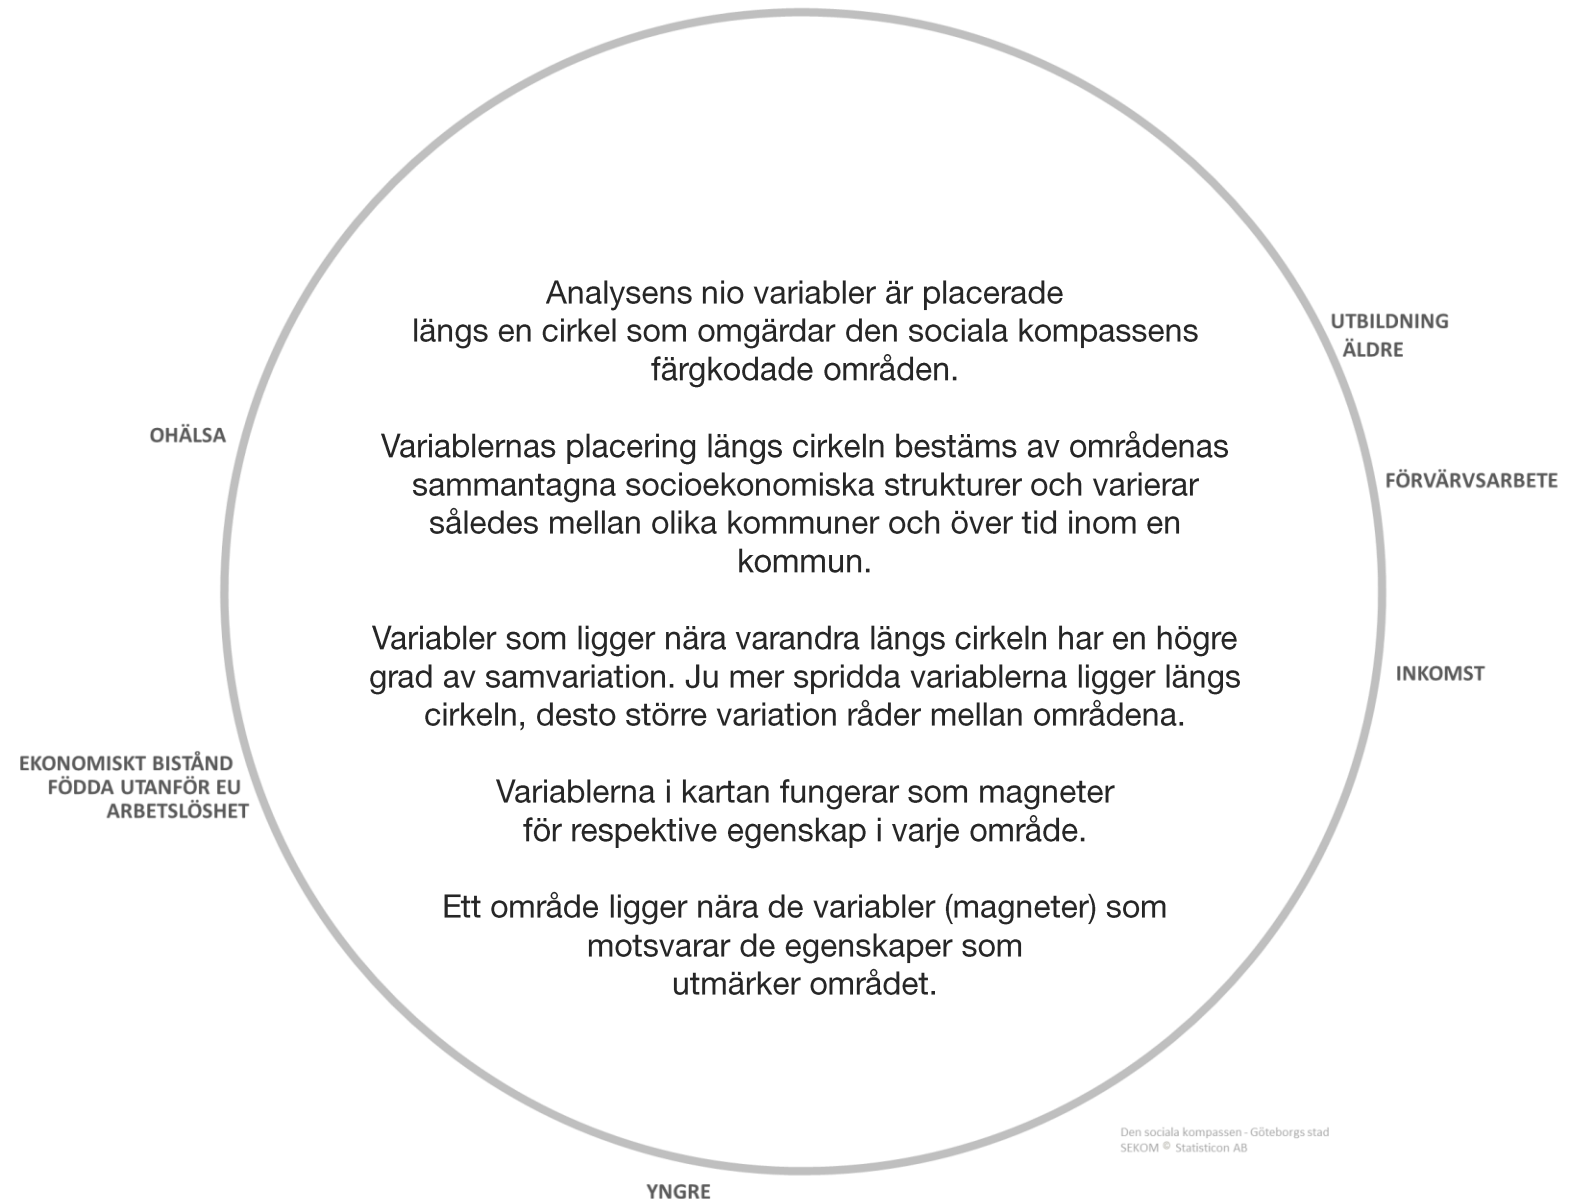 Analysens nio variabler är placerade
längs en cirkel som omgärdar den sociala kompassens
färgkodade områden.
UTBILDNING
ÄLDRE
OHÄLSA
Variablernas placering längs cirkeln bestäms av områdenas
sammantagna socioekonomiska strukturer och varierar
således mellan olika kommuner och över tid inom en
kommun.
FÖRVÄRVSARBETE
Variabler som ligger nära varandra längs cirkeln har en högre
grad av samvariation. Ju mer spridda variablerna ligger längs
cirkeln, desto större variation råder mellan områdena.
INKOMST
EKONOMISKT BISTÅND
FÖDDA UTANFÖR EU
ARBETSLÖSHET
Variablerna i kartan fungerar som magneter
för respektive egenskap i varje område.
Ett område ligger nära de variabler (magneter) som
motsvarar de egenskaper som
utmärker området.
Den sociala kompassen - Göteborgs stad
SEKOM © Statisticon AB
YNGRE